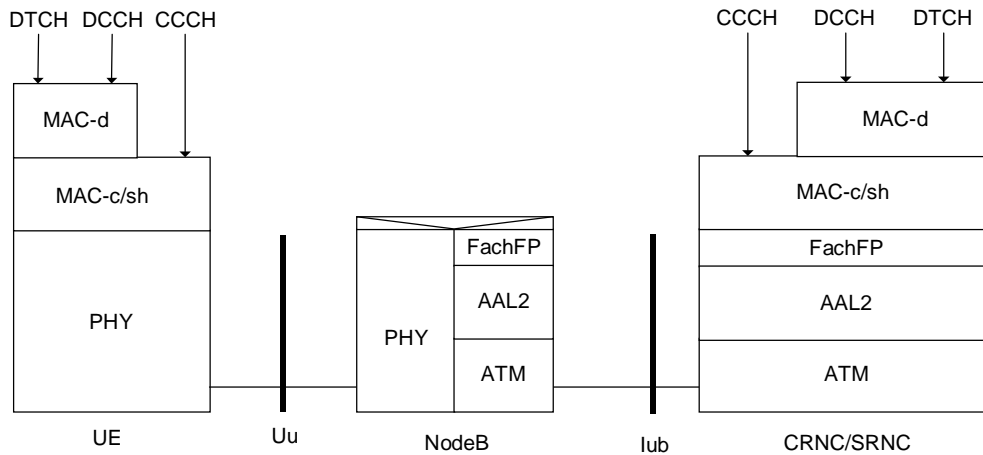 DTCH DCCH CCCH
CCCH DCCH DTCH
MAC-d
MAC-d
MAC-c/sh
MAC-c/sh
FachFP
FachFP
AAL2
AAL2
PHY
PHY
ATM
ATM
UE
Uu
NodeB
Iub
CRNC/SRNC